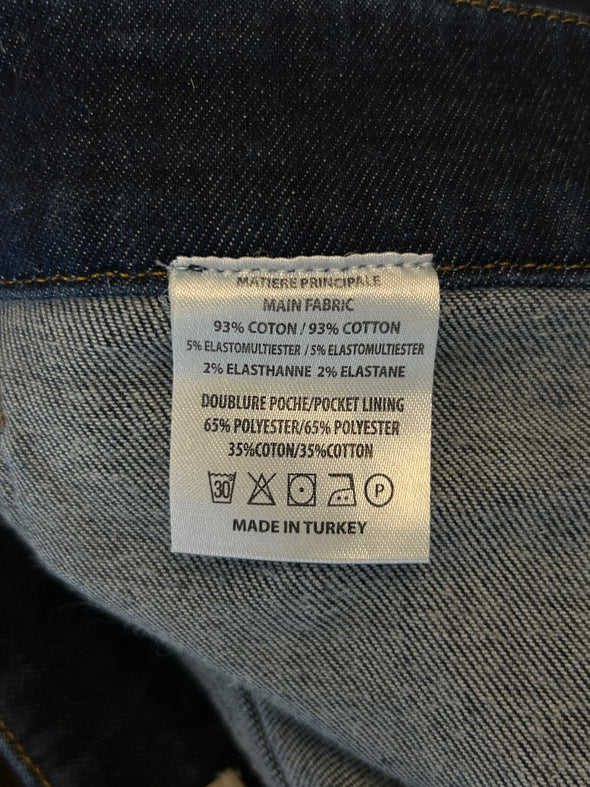 MATIERE PRINCIPALE
MAIN FABRIC
93% COTON / 93% COTTON
5% ELASTOMULTIESTER / 5% ELASTOMULTIESTER
2% ELASTHANNE 2% ELASTANE
DOUBLURE POCHE/POCKET LINING
65% POLYESTER/65% POLYESTER
35%COTON/35%COTTON
30° P
MADE IN TURKEY